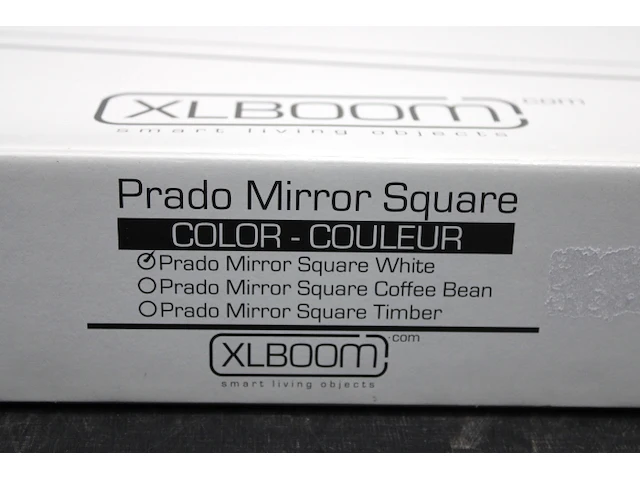 XLBOOM.com
smart living objects
Prado Mirror Square
COLOR - COULEUR
Prado Mirror Square White
Prado Mirror Square Coffee Bean
Prado Mirror Square Timber
XLBOOM.com
smart living objects